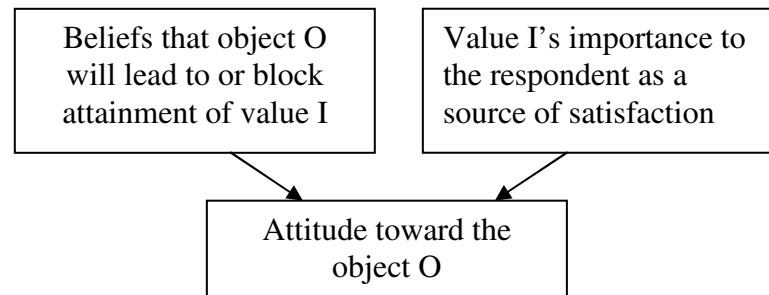 Beliefs that object O
will lead to or block
attainment of value I
Value I's importance to
the respondent as a
source of satisfaction
Attitude toward the
object O